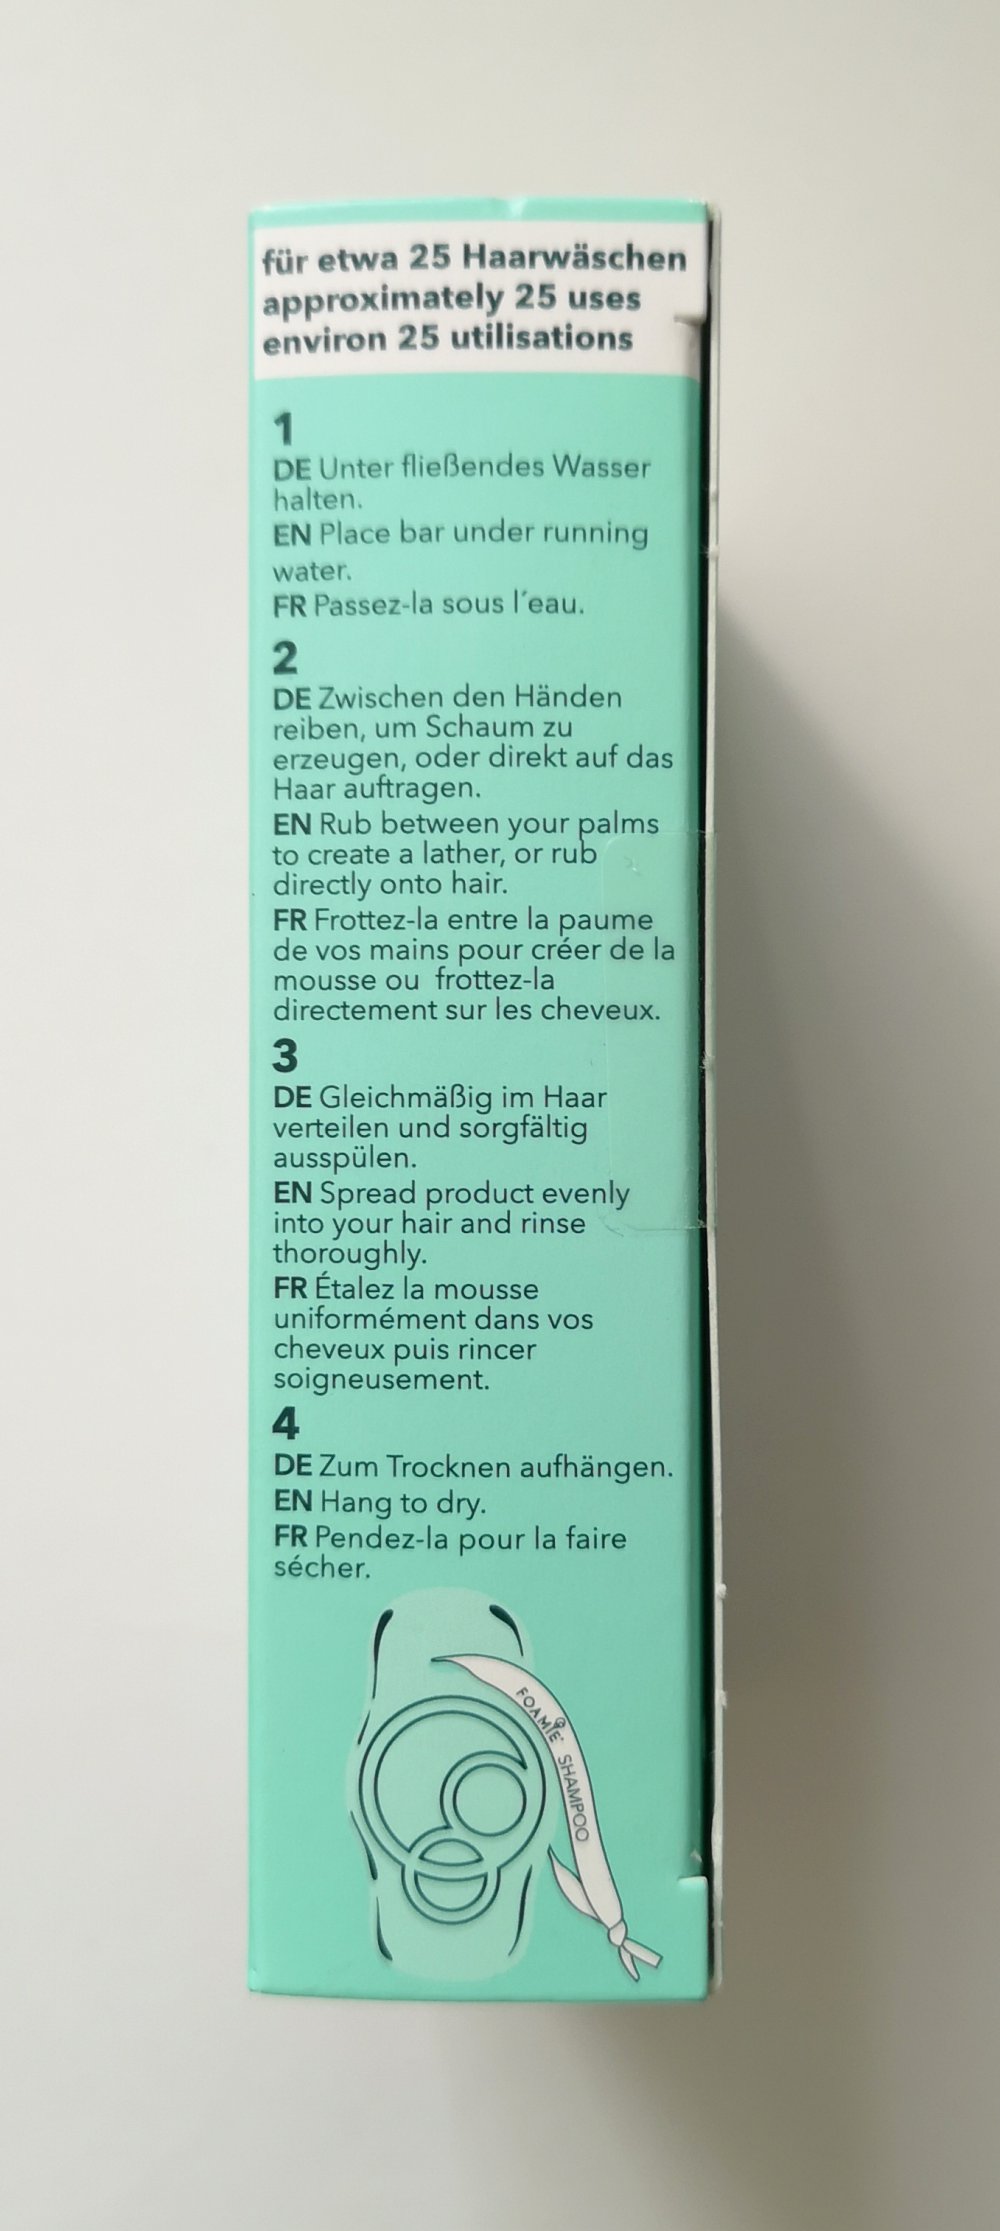 für etwa 25 Haarwäschen
approximately 25 uses
environ 25 utilisations
1
DE Unter fließendes Wasser
halten.
EN Place bar under running
water.
FR Passez-la sous l´eau.
2
DE Zwischen den Händen
reiben, um Schaum zu
erzeugen, oder direkt auf das
Haar auftragen.
EN Rub between your palms
to create a lather, or rub
directly onto hair.
FR Frottez-la entre la paume
de vos mains pour créer de la
mousse ou  frottez-la
directement sur les cheveux.
3
DE Gleichmäßig im Haar
verteilen und sorgfältig
ausspülen.
EN Spread product evenly
into your hair and rinse
thoroughly.
FR Étalez la mousse
uniformément dans vos
cheveux puis rincer
soigneusement.
4
DE Zum Trocknen aufhängen.
EN Hang to dry.
FR Pendez-la pour la faire
sécher.
FOAMIE SHAMPOO